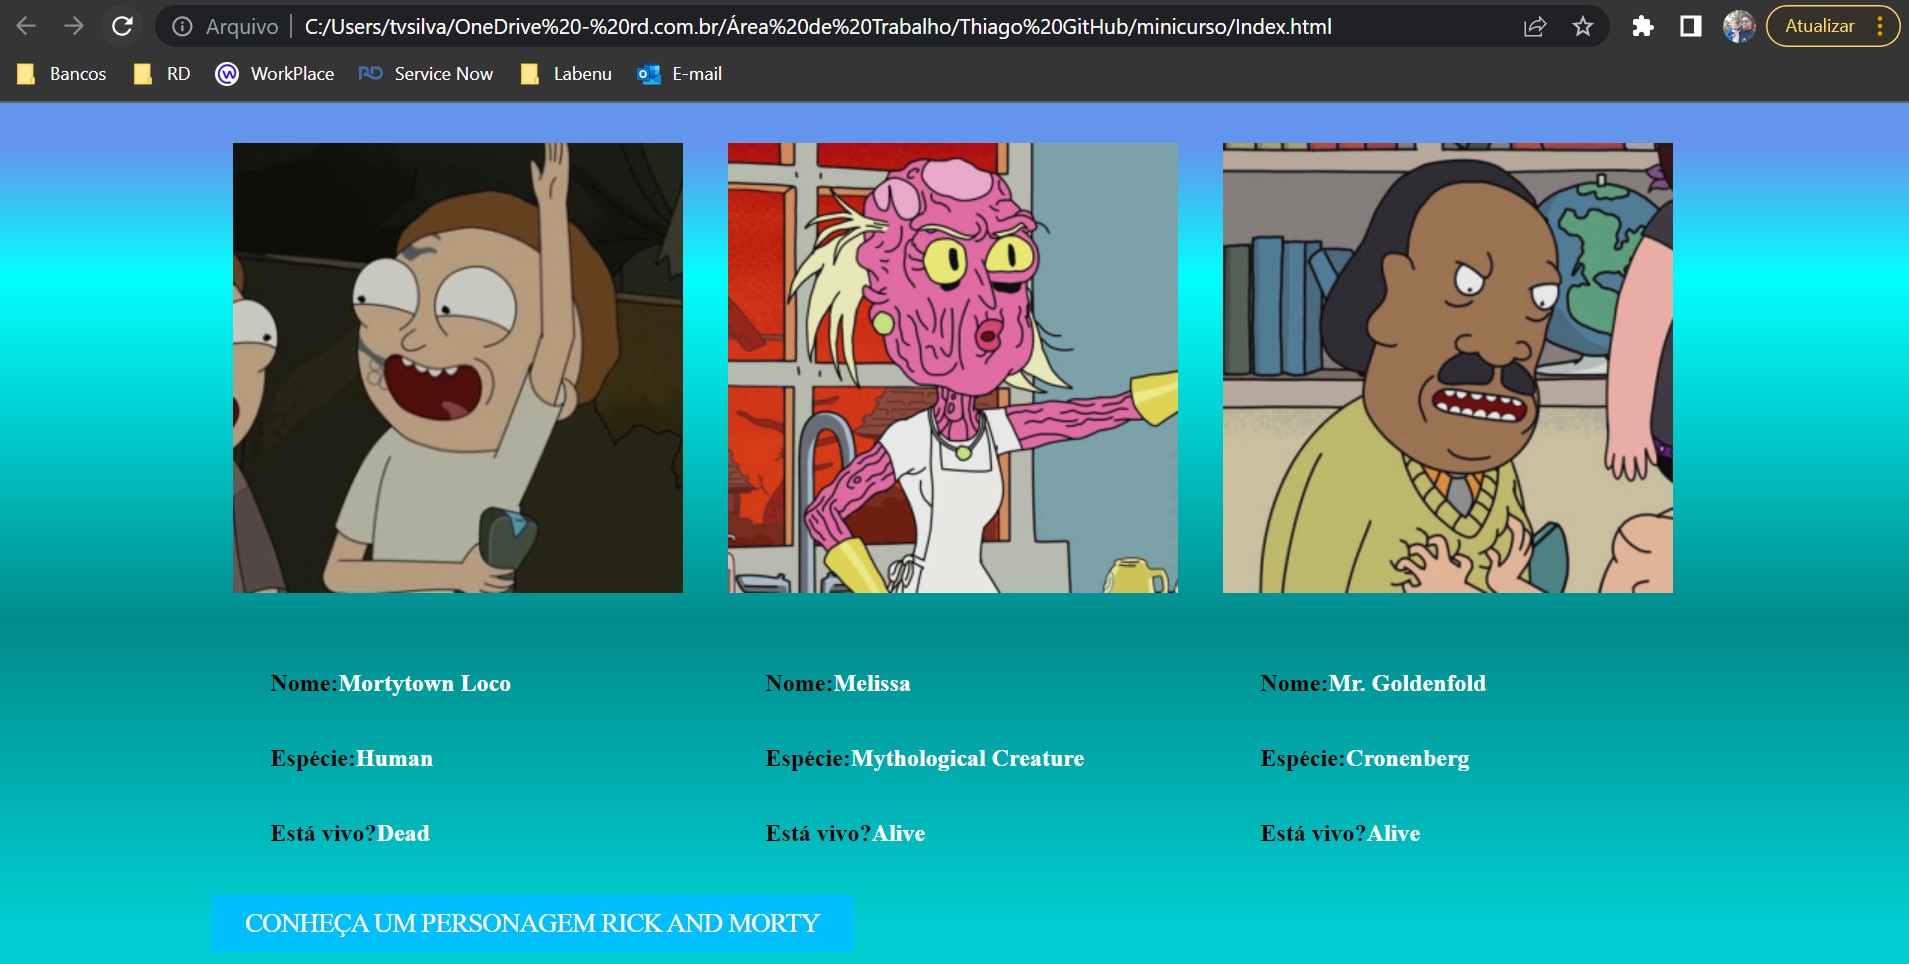 Arquivo C:/Users/tvsilva/OneDrive%20-%20rd.com.br/Área%20de%20Trabalho/Thiago%20GitHub/minicurso/Index.html Atualizar
Bancos RD WorkPlace RD Service Now Labenu E-mail
Nome:Mortytown Loco
Espécie:Human
Está vivo?Dead
Nome:Melissa
Espécie:Mythological Creature
Está vivo?Alive
Nome:Mr. Goldenfold
Espécie:Cronenberg
Está vivo?Alive
CONHEÇA UM PERSONAGEM RICK AND MORTY